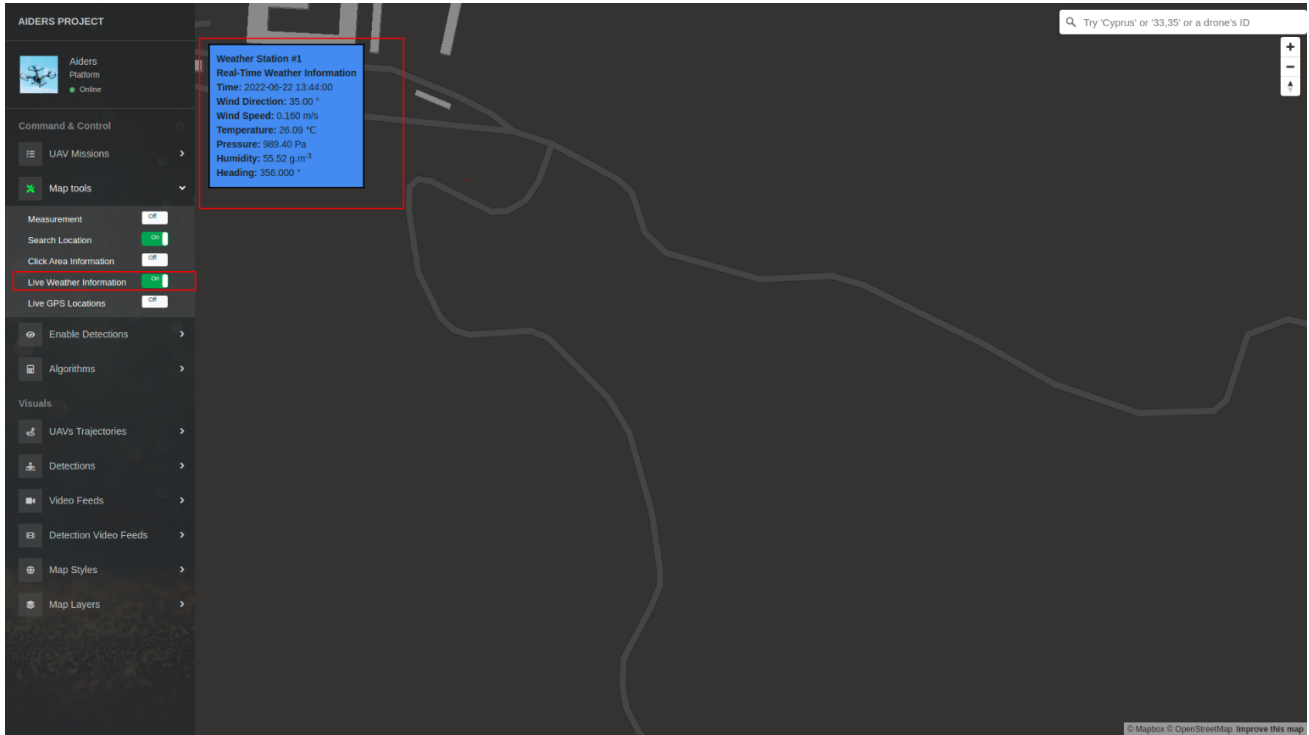 AIDERS PROJECT
Aiders
Platform
Online
Command & Control
UAV Missions
Map tools
Measurement Off
Search Location On
Click Area Information Off
Live Weather Information On
Live GPS Locations Off
Enable Detections
Algorithms
Visuals
UAVs Trajectories
Detections
Video Feeds
Detection Video Feeds
Map Styles
Map Layers
Weather Station #1
Real-Time Weather Information
Time: 2022-06-22 13:44:00
Wind Direction: 35.00 °
Wind Speed: 0.160 m/s
Temperature: 26.09 °C
Pressure: 989.40 Pa
Humidity: 55.52 g.m⁻³
Heading: 356.000 °
Try 'Cyprus' or '33,35' or a drone's ID
© Mapbox © OpenStreetMap Improve this map